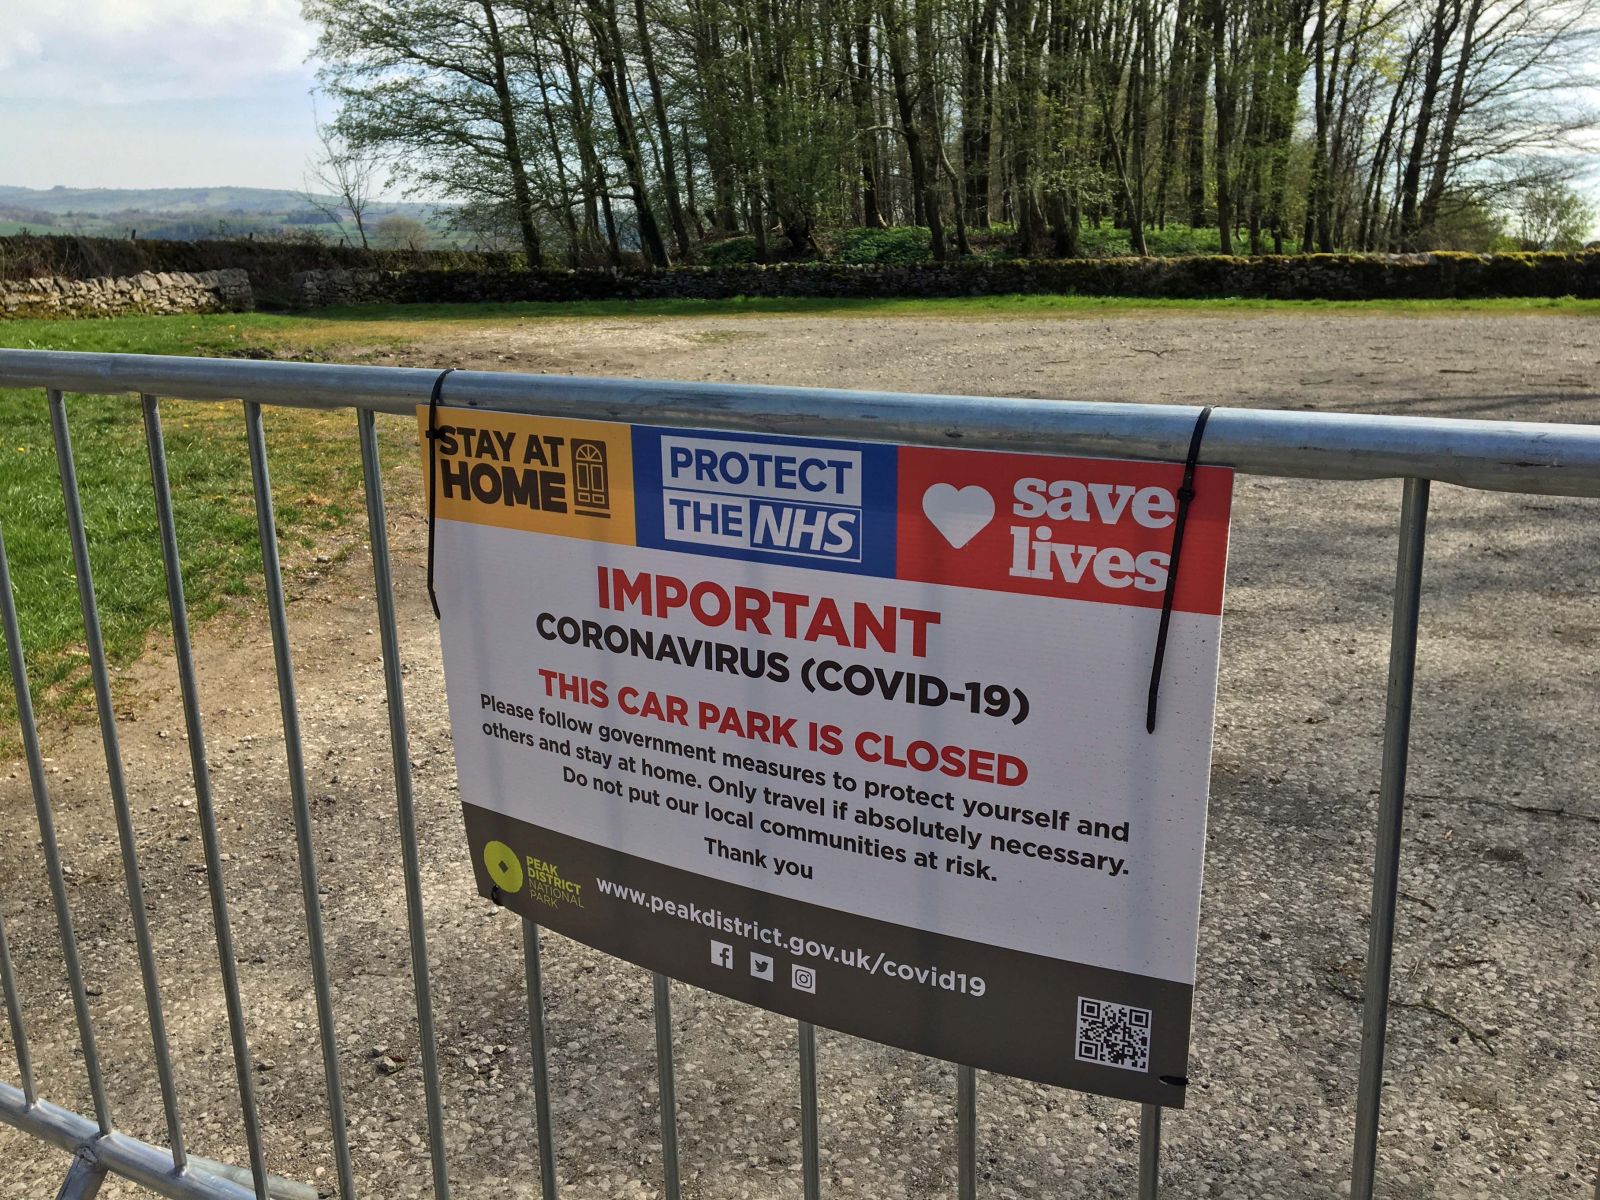 STAY AT
HOME
PROTECT
THE NHS
save
lives
IMPORTANT
CORONAVIRUS (COVID-19)
THIS CAR PARK IS CLOSED
Please follow government measures to protect yourself and
others and stay at home. Only travel if absolutely necessary.
Do not put our local communities at risk.
Thank you
PEAK
DISTRICT
NATIONAL
PARK
www.peakdistrict.gov.uk/covid19